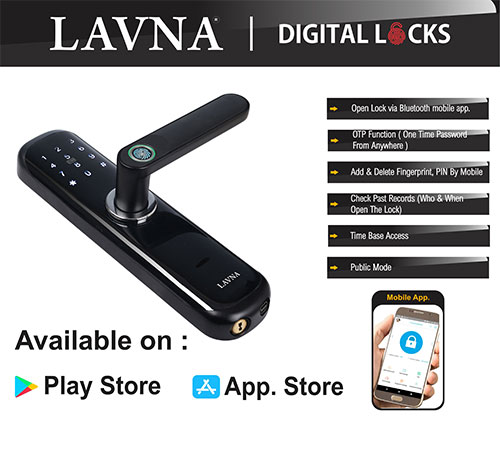 LAVNA® | DIGITAL LOCKS
Open Lock via Bluetooth mobile app.
OTP Function ( One Time Password
From Anywhere )
Add & Delete Fingerprint, PIN By Mobile
Check Past Records (Who & When
Open The Lock)
Time Base Access
Public Mode
LAVNA
Mobile App.
Available on :
Play Store
App. Store